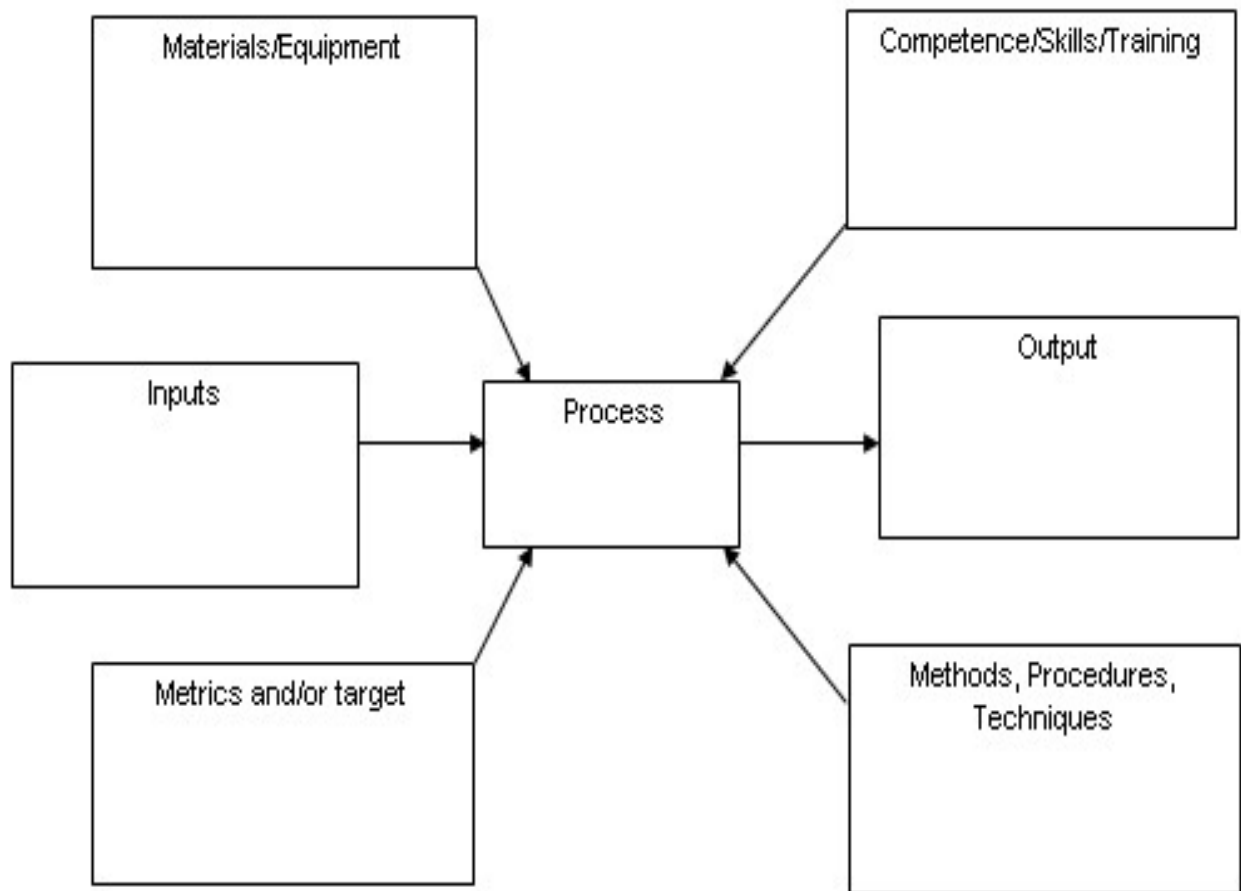 Materials/Equipment
Competence/Skills/Training
Inputs
Process
Output
Metrics and/or target
Methods, Procedures,
Techniques